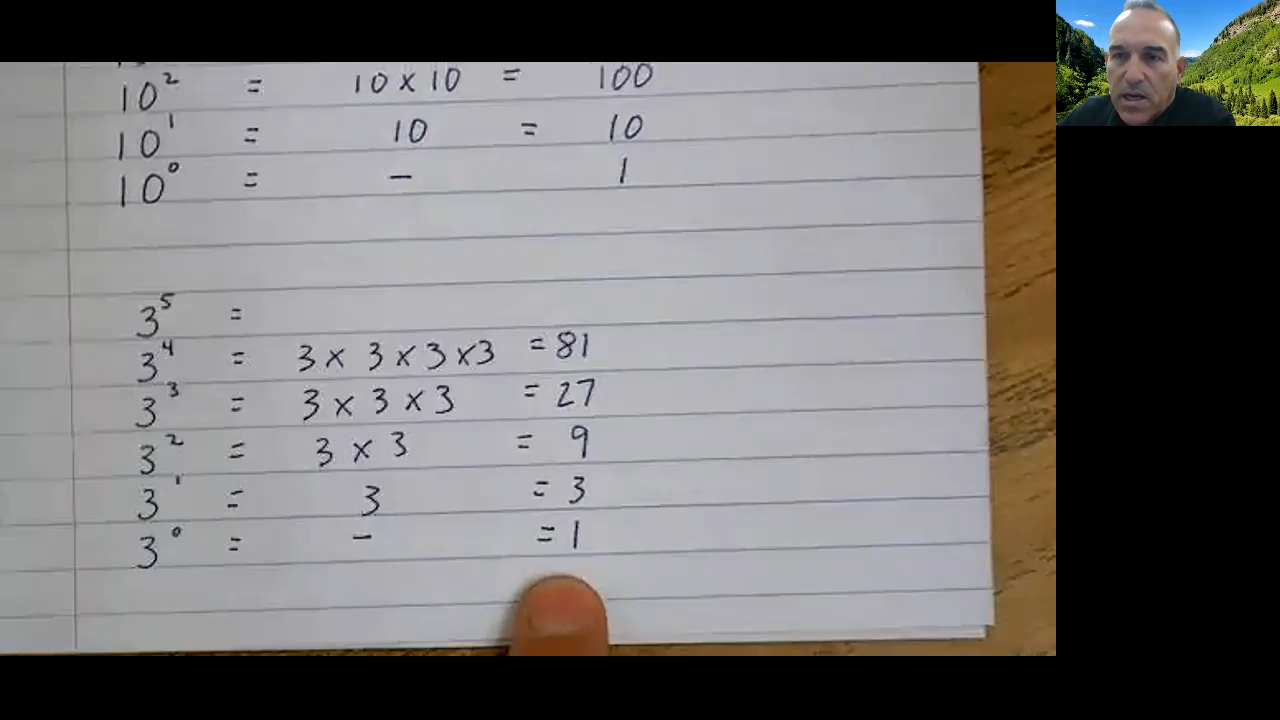 10² = 10 x 10 = 100
10¹ = 10 = 10
10⁰ = - 1
3⁵ =
3⁴ = 3 x 3 x 3 x 3 = 81
3³ = 3 x 3 x 3 = 27
3² = 3 x 3 = 9
3¹ = 3 = 3
3⁰ = - = 1